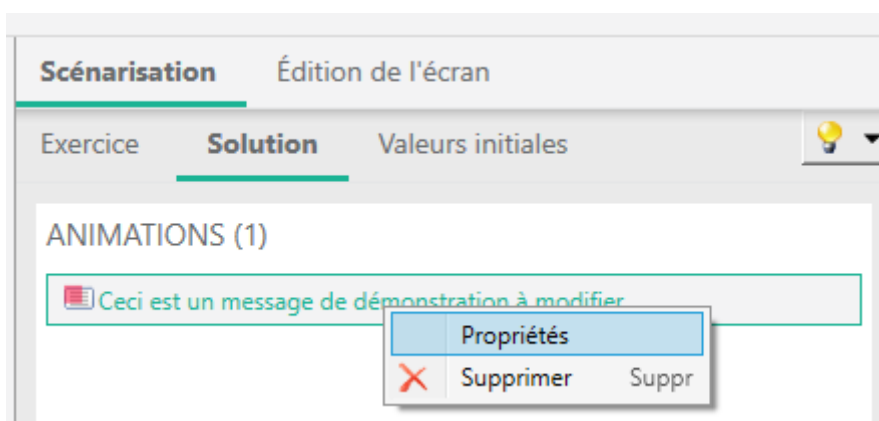 Scénarisation Édition de l'écran
Exercice Solution Valeurs initiales
ANIMATIONS (1)
Ceci est un message de démonstration à modifier
Propriétés
Supprimer Suppr